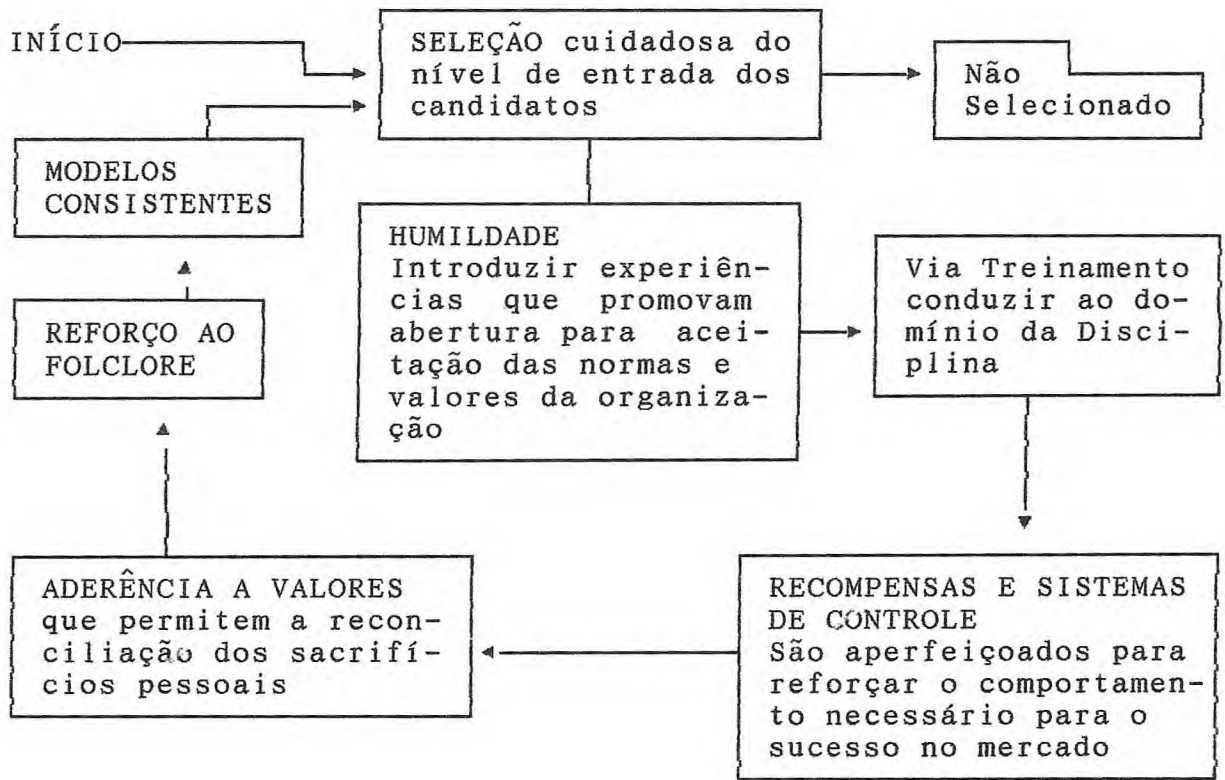 INÍCIO
SELEÇÃO cuidadosa do
nível de entrada dos
candidatos
Não
Selecionado
MODELOS
CONSISTENTES
HUMILDADE
Introduzir experiên-
cias que promovam
abertura para acei-
tação das normas e
valores da organiza-
ção
Via Treinamento
conduzir ao do-
mínio da Disci-
plina
REFORÇO AO
FOLCLORE
ADERÊNCIA A VALORES
que permitem a recon-
ciliação dos sacrifí-
cios pessoais
RECOMPENSAS E SISTEMAS
DE CONTROLE
São aperfeiçoados para
reforçar o comportamen-
to necessário para o
sucesso no mercado